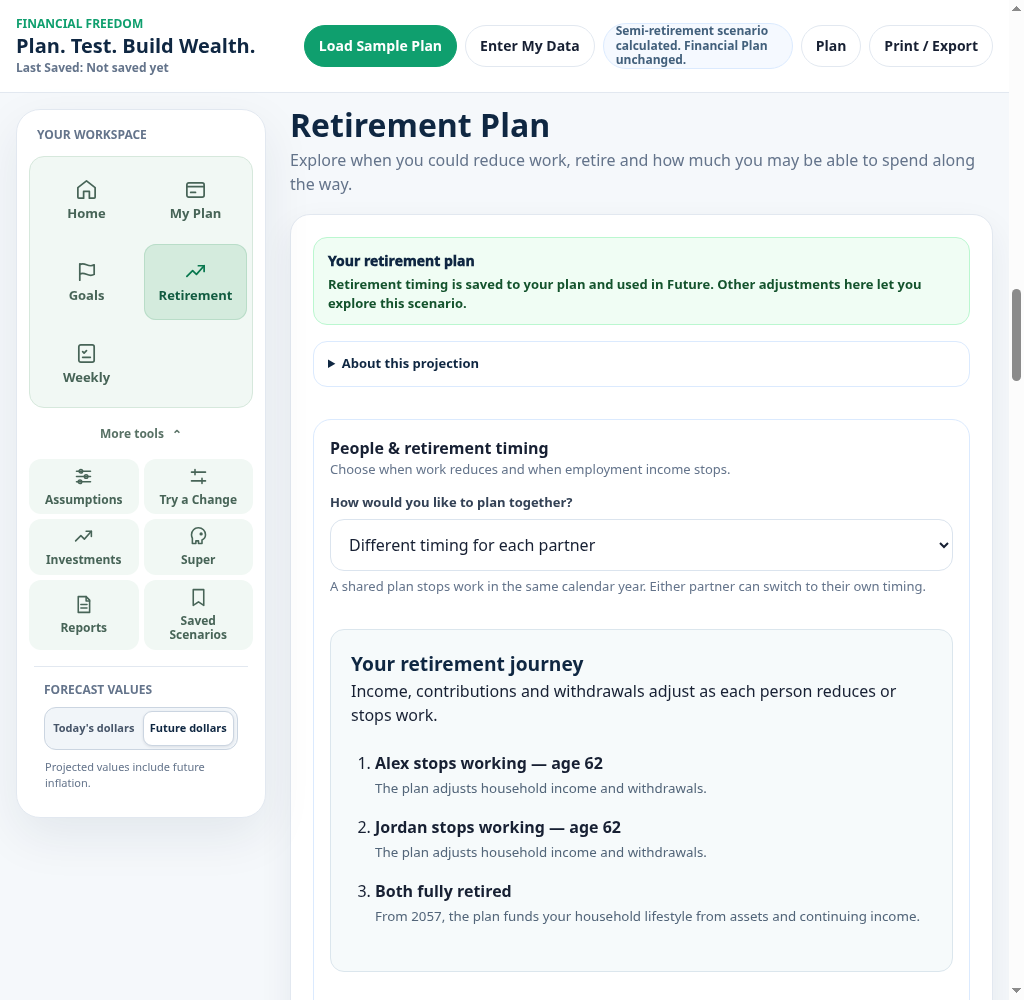 FINANCIAL FREEDOM
Plan. Test. Build Wealth.
Last Saved: Not saved yet
Load Sample Plan
Enter My Data
Semi-retirement scenario
calculated. Financial Plan
unchanged.
Plan
Print / Export
YOUR WORKSPACE
Home
My Plan
Goals
Retirement
Weekly
More tools
Assumptions
Try a Change
Investments
Super
Reports
Saved
Scenarios
FORECAST VALUES
Today's dollars
Future dollars
Projected values include future
inflation.
Retirement Plan
Explore when you could reduce work, retire and how much you may be able to spend along
the way.
Your retirement plan
Retirement timing is saved to your plan and used in Future. Other adjustments here let you
explore this scenario.
About this projection
People & retirement timing
Choose when work reduces and when employment income stops.
How would you like to plan together?
Different timing for each partner
A shared plan stops work in the same calendar year. Either partner can switch to their own timing.
Your retirement journey
Income, contributions and withdrawals adjust as each person reduces or
stops work.
1. Alex stops working — age 62
The plan adjusts household income and withdrawals.
2. Jordan stops working — age 62
The plan adjusts household income and withdrawals.
3. Both fully retired
From 2057, the plan funds your household lifestyle from assets and continuing income.